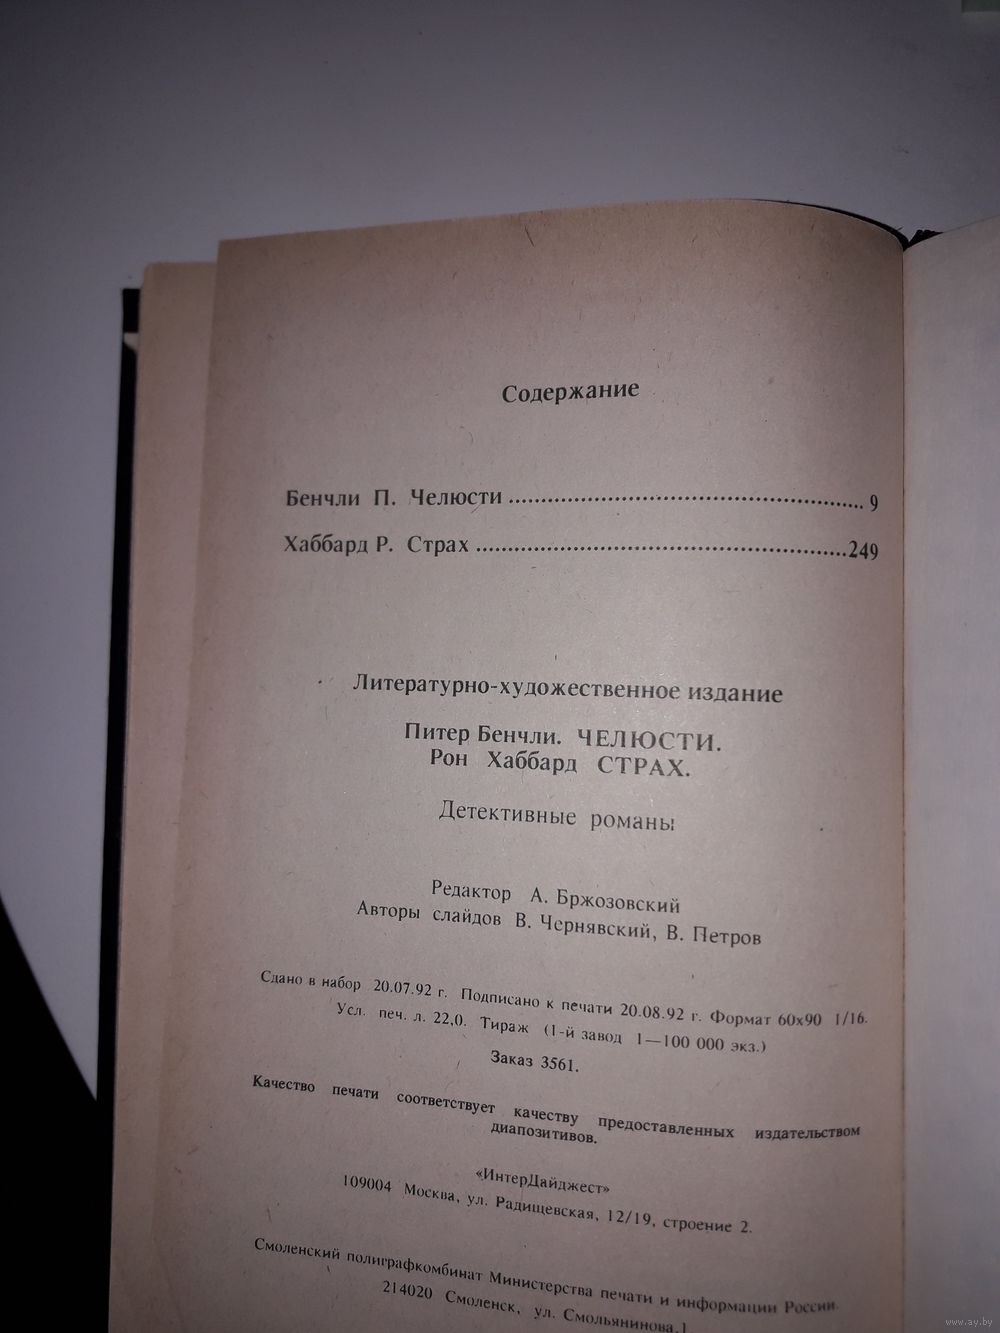 Содержание
Бенчли П. Челюсти ........................................................ 9
Хаббард Р. Страх ........................................................ 249
Литературно-художественное издание
Питер Бенчли. ЧЕЛЮСТИ.
Рон Хаббард СТРАХ.
Детективные романы
Редактор А. Бржозовский
Авторы слайдов В. Чернявский, В. Петров
Сдано в набор 20.07.92 г. Подписано к печати 20.08.92 г. Формат 60х90 1/16.
Усл. печ. л. 22,0. Тираж (1-й завод 1—100 000 экз.)
Заказ 3561.
Качество печати соответствует качеству предоставленных издательством
диапозитивов.
«ИнтерДайджест»
109004 Москва, ул. Радищевская, 12/19, строение 2.
Смоленский полиграфкомбинат Министерства печати и информации России.
214020 Смоленск, ул. Смольянинова,1
www.ay.by